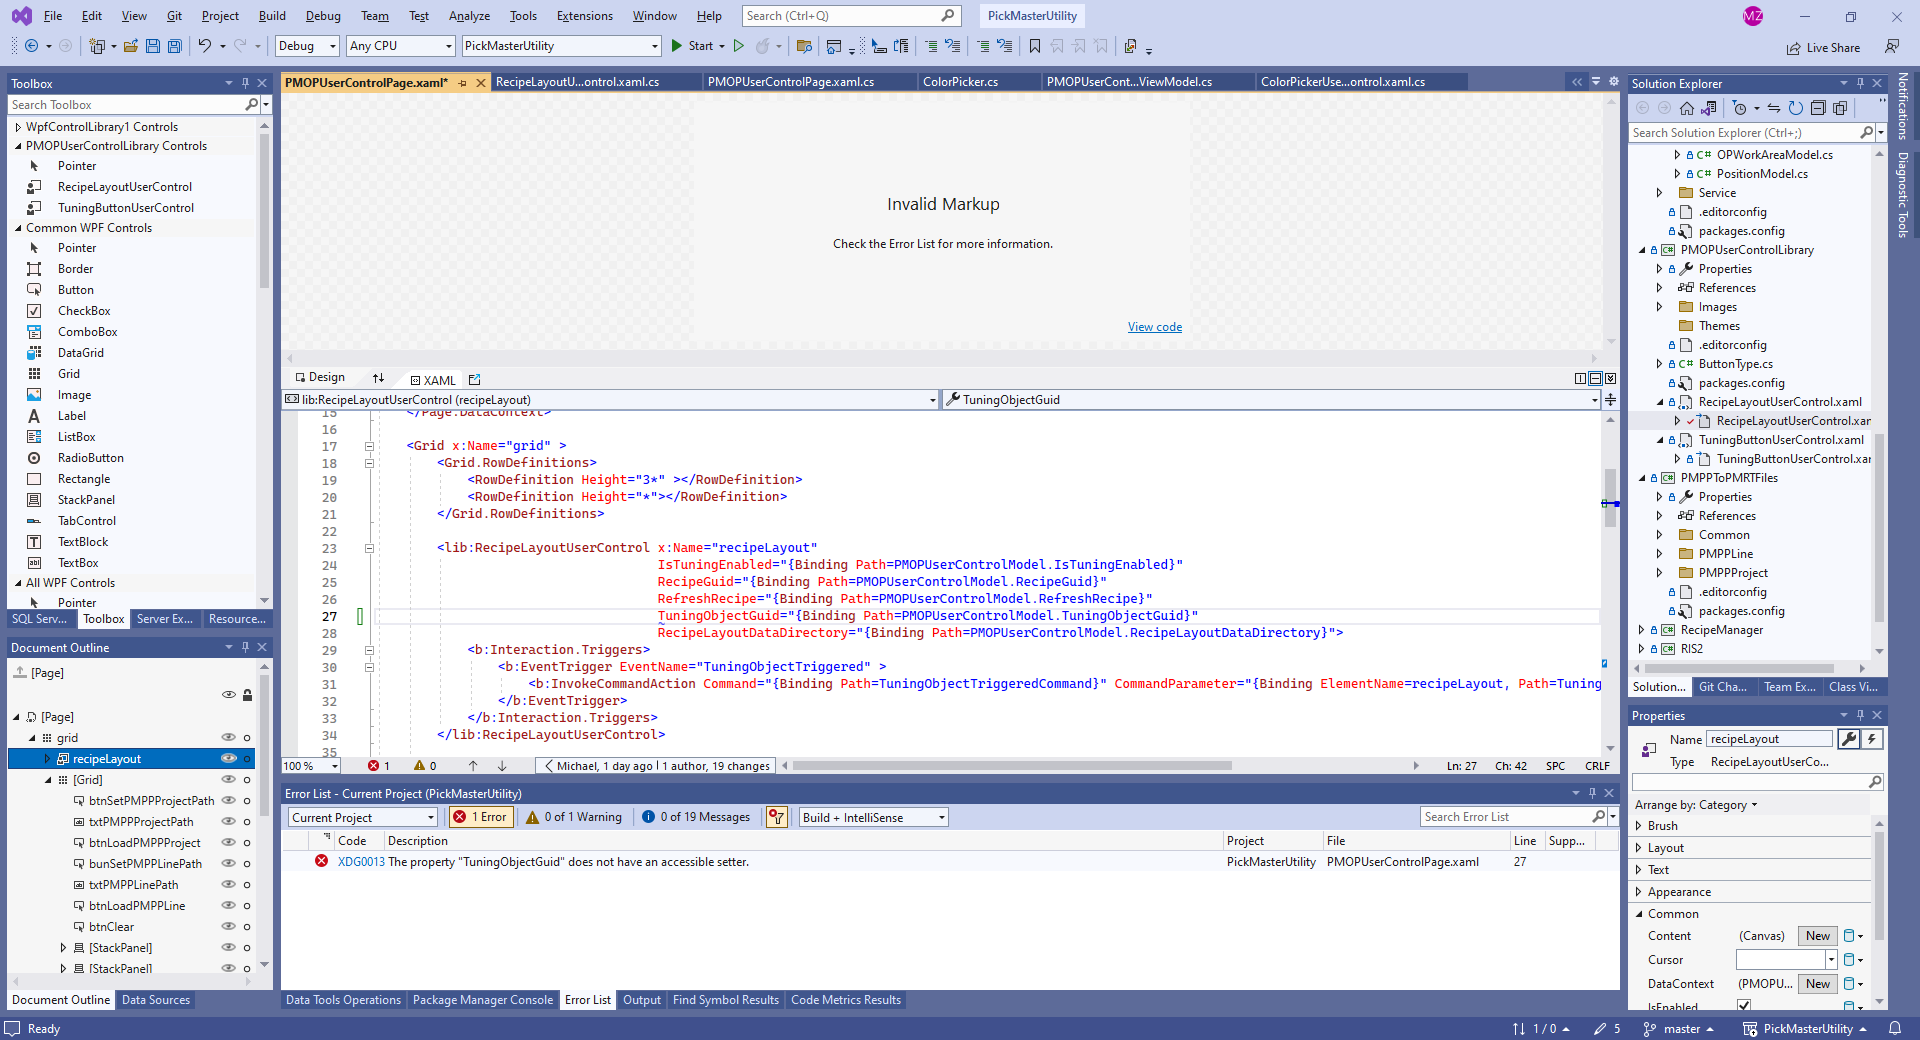 File Edit View Git Project Build Debug Team Test Analyze Tools Extensions Window Help Search (Ctrl+Q) PickMasterUtility MZ
Debug Any CPU PickMasterUtility Start Live Share
Toolbox
Search Toolbox
WpfControlLibrary1 Controls
PMOPUserControlLibrary Controls
Pointer
RecipeLayoutUserControl
TuningButtonUserControl
Common WPF Controls
Pointer
Border
Button
CheckBox
ComboBox
DataGrid
Grid
Image
Label
ListBox
RadioButton
Rectangle
StackPanel
TabControl
TextBlock
TextBox
All WPF Controls
Pointer
SQL Serv... Toolbox Server Ex... Resource...
Document Outline
[Page]
[Page]
grid
recipeLayout
[Grid]
btnSetPMPPProjectPath
txtPMPPProjectPath
btnLoadPMPPProject
bunSetPMPPLinePath
txtPMPPLinePath
btnLoadPMPPLine
btnClear
[StackPanel]
[StackPanel]
Document Outline Data Sources
PMOPUserControlPage.xaml* RecipeLayoutU...ontrol.xaml.cs PMOPUserControlPage.xaml.cs ColorPicker.cs PMOPUserCont...ViewModel.cs ColorPickerUse...ontrol.xaml.cs
Invalid Markup
Check the Error List for more information.
View code
Design XAML
lib:RecipeLayoutUserControl (recipeLayout) TuningObjectGuid
15 </Page.DataContext>
16
17 <Grid x:Name="grid" >
18 <Grid.RowDefinitions>
19 <RowDefinition Height="3*" ></RowDefinition>
20 <RowDefinition Height="*"></RowDefinition>
21 </Grid.RowDefinitions>
22
23 <lib:RecipeLayoutUserControl x:Name="recipeLayout"
24 IsTuningEnabled="{Binding Path=PMOPUserControlModel.IsTuningEnabled}"
25 RecipeGuid="{Binding Path=PMOPUserControlModel.RecipeGuid}"
26 RefreshRecipe="{Binding Path=PMOPUserControlModel.RefreshRecipe}"
27 TuningObjectGuid="{Binding Path=PMOPUserControlModel.TuningObjectGuid}"
28 RecipeLayoutDataDirectory="{Binding Path=PMOPUserControlModel.RecipeLayoutDataDirectory}">
29 <b:Interaction.Triggers>
30 <b:EventTrigger EventName="TuningObjectTriggered" >
31 <b:InvokeCommandAction Command="{Binding Path=TuningObjectTriggeredCommand}" CommandParameter="{Binding ElementName=recipeLayout, Path=Tuning
32 </b:EventTrigger>
33 </b:Interaction.Triggers>
34 </lib:RecipeLayoutUserControl>
35
100 % 1 0 Michael, 1 day ago | 1 author, 19 changes Ln: 27 Ch: 42 SPC CRLF
Error List - Current Project (PickMasterUtility)
Current Project 1 Error 0 of 1 Warning 0 of 19 Messages Build + IntelliSense Search Error List
Code Description Project File Line Supp...
XDG0013 The property "TuningObjectGuid" does not have an accessible setter. PickMasterUtility PMOPUserControlPage.xaml 27
Data Tools Operations Package Manager Console Error List Output Find Symbol Results Code Metrics Results
Solution Explorer
Search Solution Explorer (Ctrl+;)
C# OPWorkAreaModel.cs
C# PositionModel.cs
Service
.editorconfig
packages.config
C# PMOPUserControlLibrary
Properties
References
Images
Themes
.editorconfig
C# ButtonType.cs
packages.config
RecipeLayoutUserControl.xaml
RecipeLayoutUserControl.xar
TuningButtonUserControl.xaml
TuningButtonUserControl.xar
C# PMPPToPMRTFiles
Properties
References
Common
PMPPLine
PMPPProject
.editorconfig
packages.config
C# RecipeManager
C# RIS2
Solution... Git Cha... Team Ex... Class Vi...
Properties
Name recipeLayout
Type RecipeLayoutUserCo...
Arrange by: Category
Brush
Layout
Text
Appearance
Common
Content (Canvas) New
Cursor
DataContext (PMOPU... New
IsEnabled
Notifications
Diagnostic Tools
Ready 1 / 0 5 master PickMasterUtility